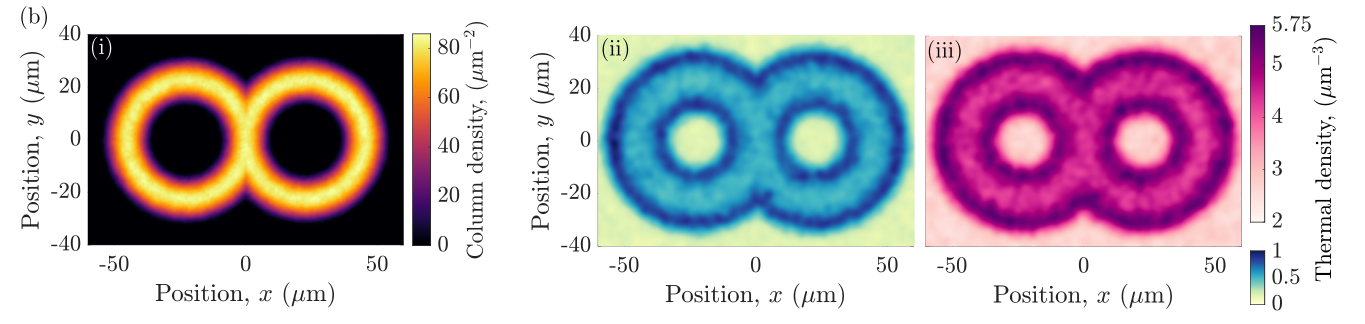 (b)
(i)
40
20
0
-20
-40
Position, y (μm)
-50
0
50
Position, x (μm)
80
60
40
20
0
Column density, (μm⁻²)
(ii)
40
20
0
-20
-40
Position, y (μm)
-50
0
50
Position, x (μm)
(iii)
-50
0
50
Position, x (μm)
5.75
5
4
3
2
1
0.5
0
Thermal density, (μm⁻³)